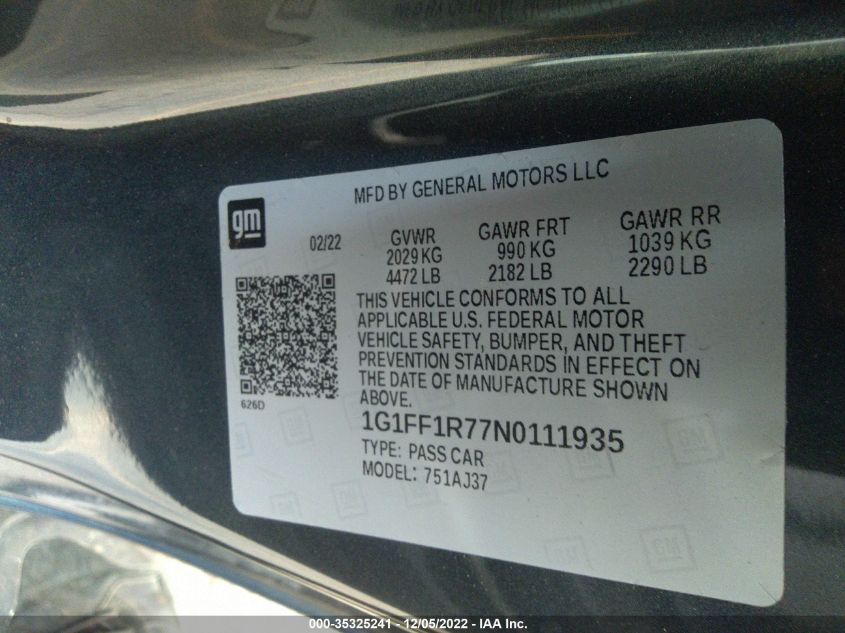 MFD BY GENERAL MOTORS LLC
gm
02/22
GVWR GAWR FRT GAWR RR
2029 KG 990 KG 1039 KG
4472 LB 2182 LB 2290 LB
THIS VEHICLE CONFORMS TO ALL
APPLICABLE U.S. FEDERAL MOTOR
VEHICLE SAFETY, BUMPER, AND THEFT
PREVENTION STANDARDS IN EFFECT ON
THE DATE OF MANUFACTURE SHOWN
ABOVE.
626D
1G1FF1R77N0111935
TYPE: PASS CAR
MODEL: 751AJ37
000-35325241 - 12/05/2022 - IAA Inc.